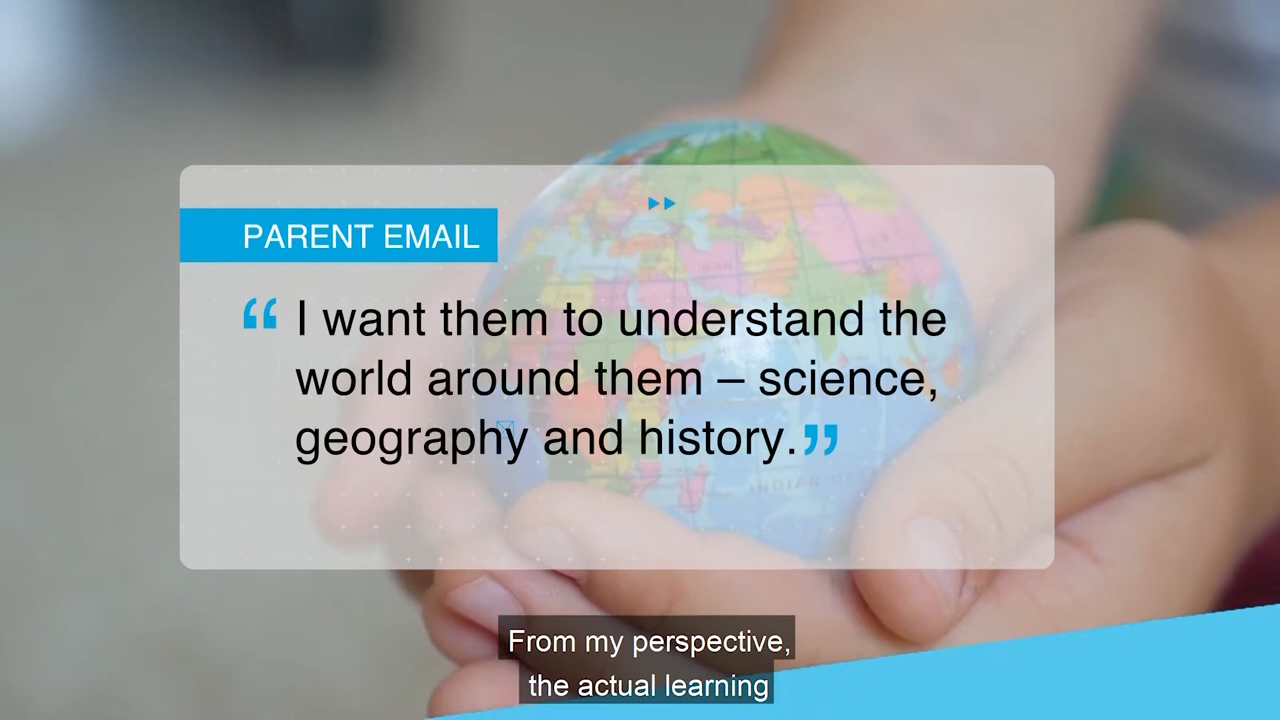 PARENT EMAIL
“ I want them to understand the
world around them – science,
geography and history.”
From my perspective,
the actual learning